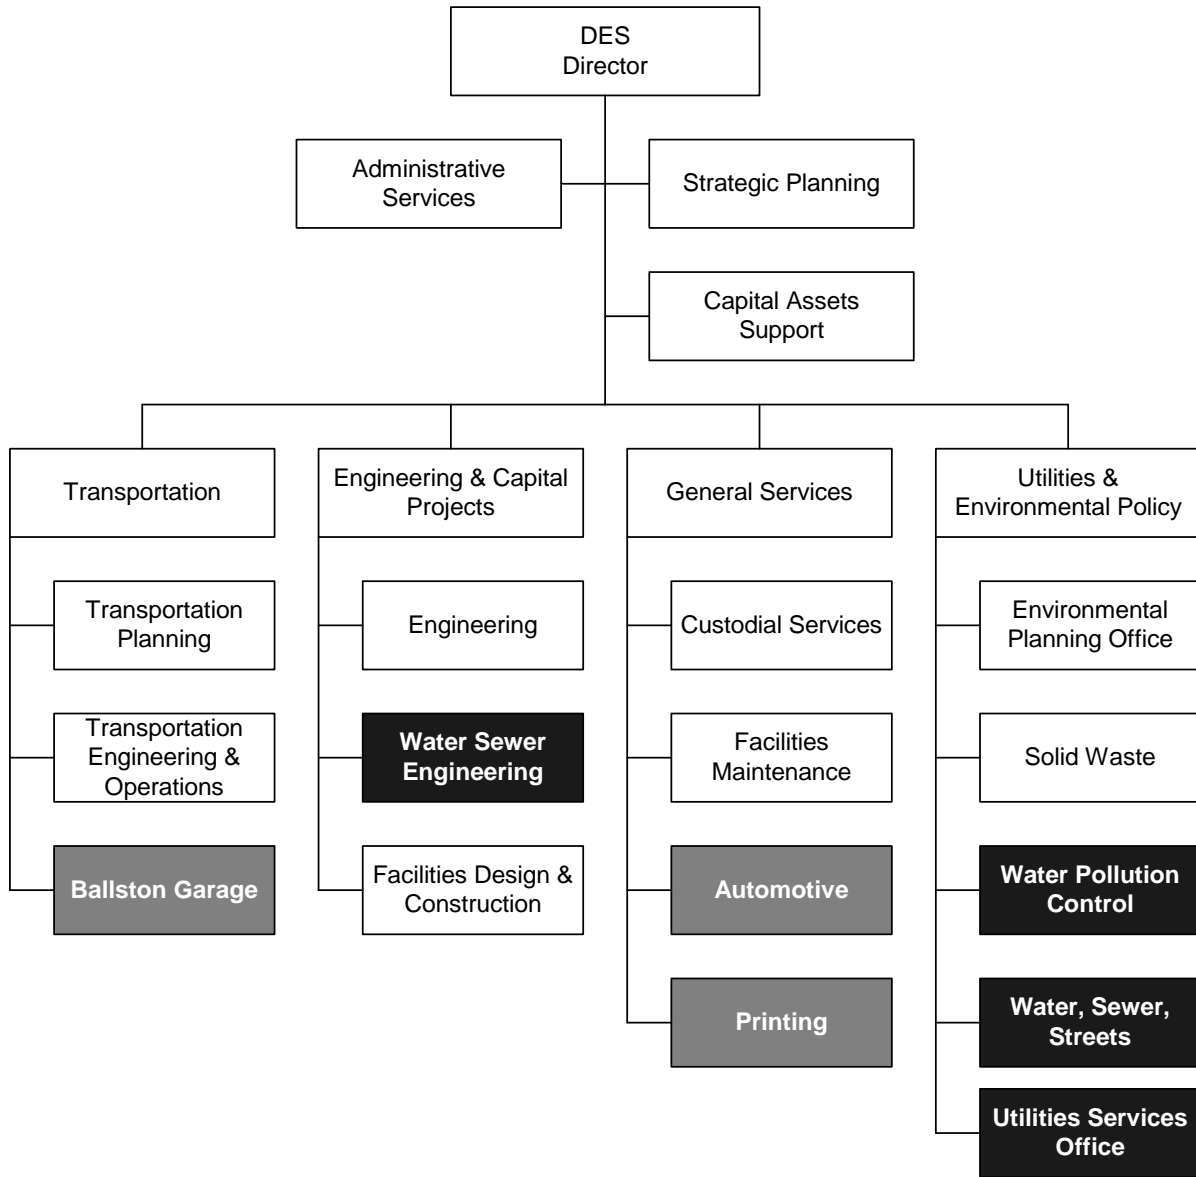 DES
Director
Administrative
Services
Strategic Planning
Capital Assets
Support
Transportation
Engineering & Capital
Projects
General Services
Utilities &
Environmental Policy
Transportation
Planning
Engineering
Custodial Services
Environmental
Planning Office
Transportation
Engineering &
Operations
Water Sewer
Engineering
Facilities
Maintenance
Solid Waste
Ballston Garage
Facilities Design &
Construction
Automotive
Water Pollution
Control
Printing
Water, Sewer,
Streets
Utilities Services
Office